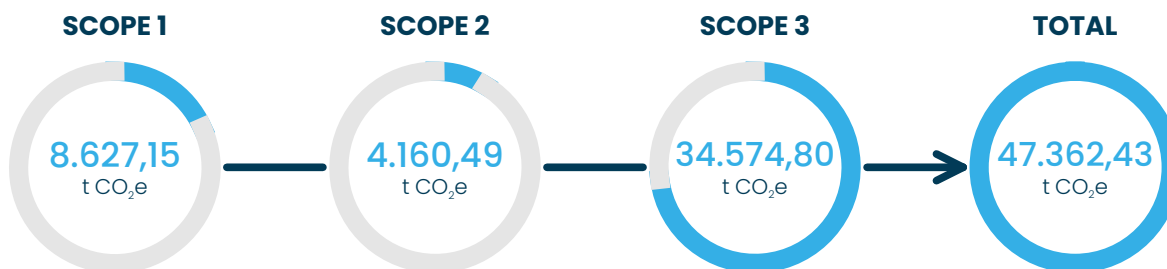 SCOPE 1
8.627,15
t CO₂e
SCOPE 2
4.160,49
t CO₂e
SCOPE 3
34.574,80
t CO₂e
TOTAL
47.362,43
t CO₂e